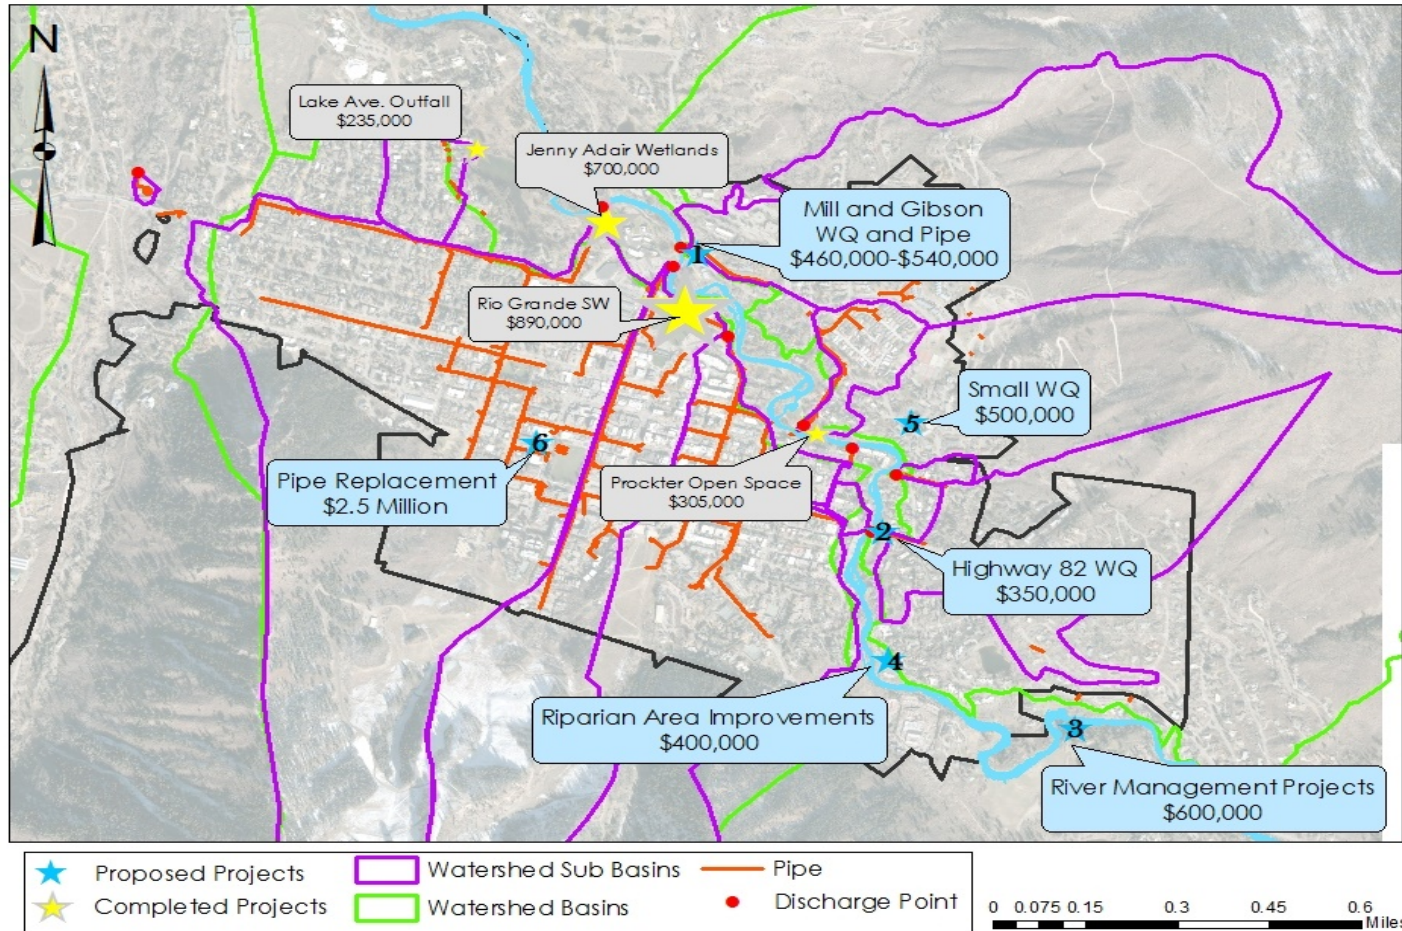 N
Lake Ave. Outfall
$235,000
Jenny Adair Wetlands
$700,000
Mill and Gibson
WQ and Pipe
$460,000-$540,000
1
Rio Grande SW
$890,000
Small WQ
$500,000
5
6
Pipe Replacement
$2.5 Million
Prockter Open Space
$305,000
2
Highway 82 WQ
$350,000
4
Riparian Area Improvements
$400,000
3
River Management Projects
$600,000
Proposed Projects
Watershed Sub Basins
Pipe
Completed Projects
Watershed Basins
Discharge Point
0 0.075 0.15 0.3 0.45 0.6
Miles